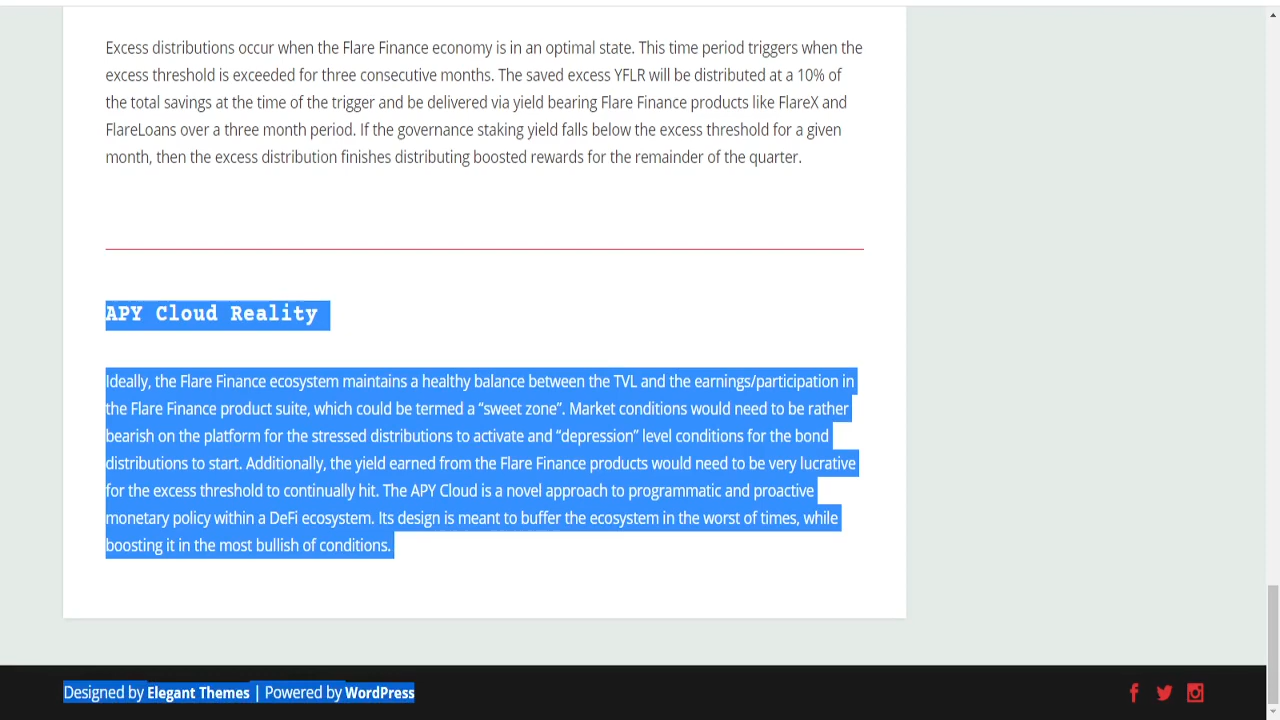 Excess distributions occur when the Flare Finance economy is in an optimal state. This time period triggers when the
excess threshold is exceeded for three consecutive months. The saved excess YFLR will be distributed at a 10% of
the total savings at the time of the trigger and be delivered via yield bearing Flare Finance products like FlareX and
FlareLoans over a three month period. If the governance staking yield falls below the excess threshold for a given
month, then the excess distribution finishes distributing boosted rewards for the remainder of the quarter.
APY Cloud Reality
Ideally, the Flare Finance ecosystem maintains a healthy balance between the TVL and the earnings/participation in
the Flare Finance product suite, which could be termed a “sweet zone”. Market conditions would need to be rather
bearish on the platform for the stressed distributions to activate and “depression” level conditions for the bond
distributions to start. Additionally, the yield earned from the Flare Finance products would need to be very lucrative
for the excess threshold to continually hit. The APY Cloud is a novel approach to programmatic and proactive
monetary policy within a DeFi ecosystem. Its design is meant to buffer the ecosystem in the worst of times, while
boosting it in the most bullish of conditions.
Designed by Elegant Themes | Powered by WordPress